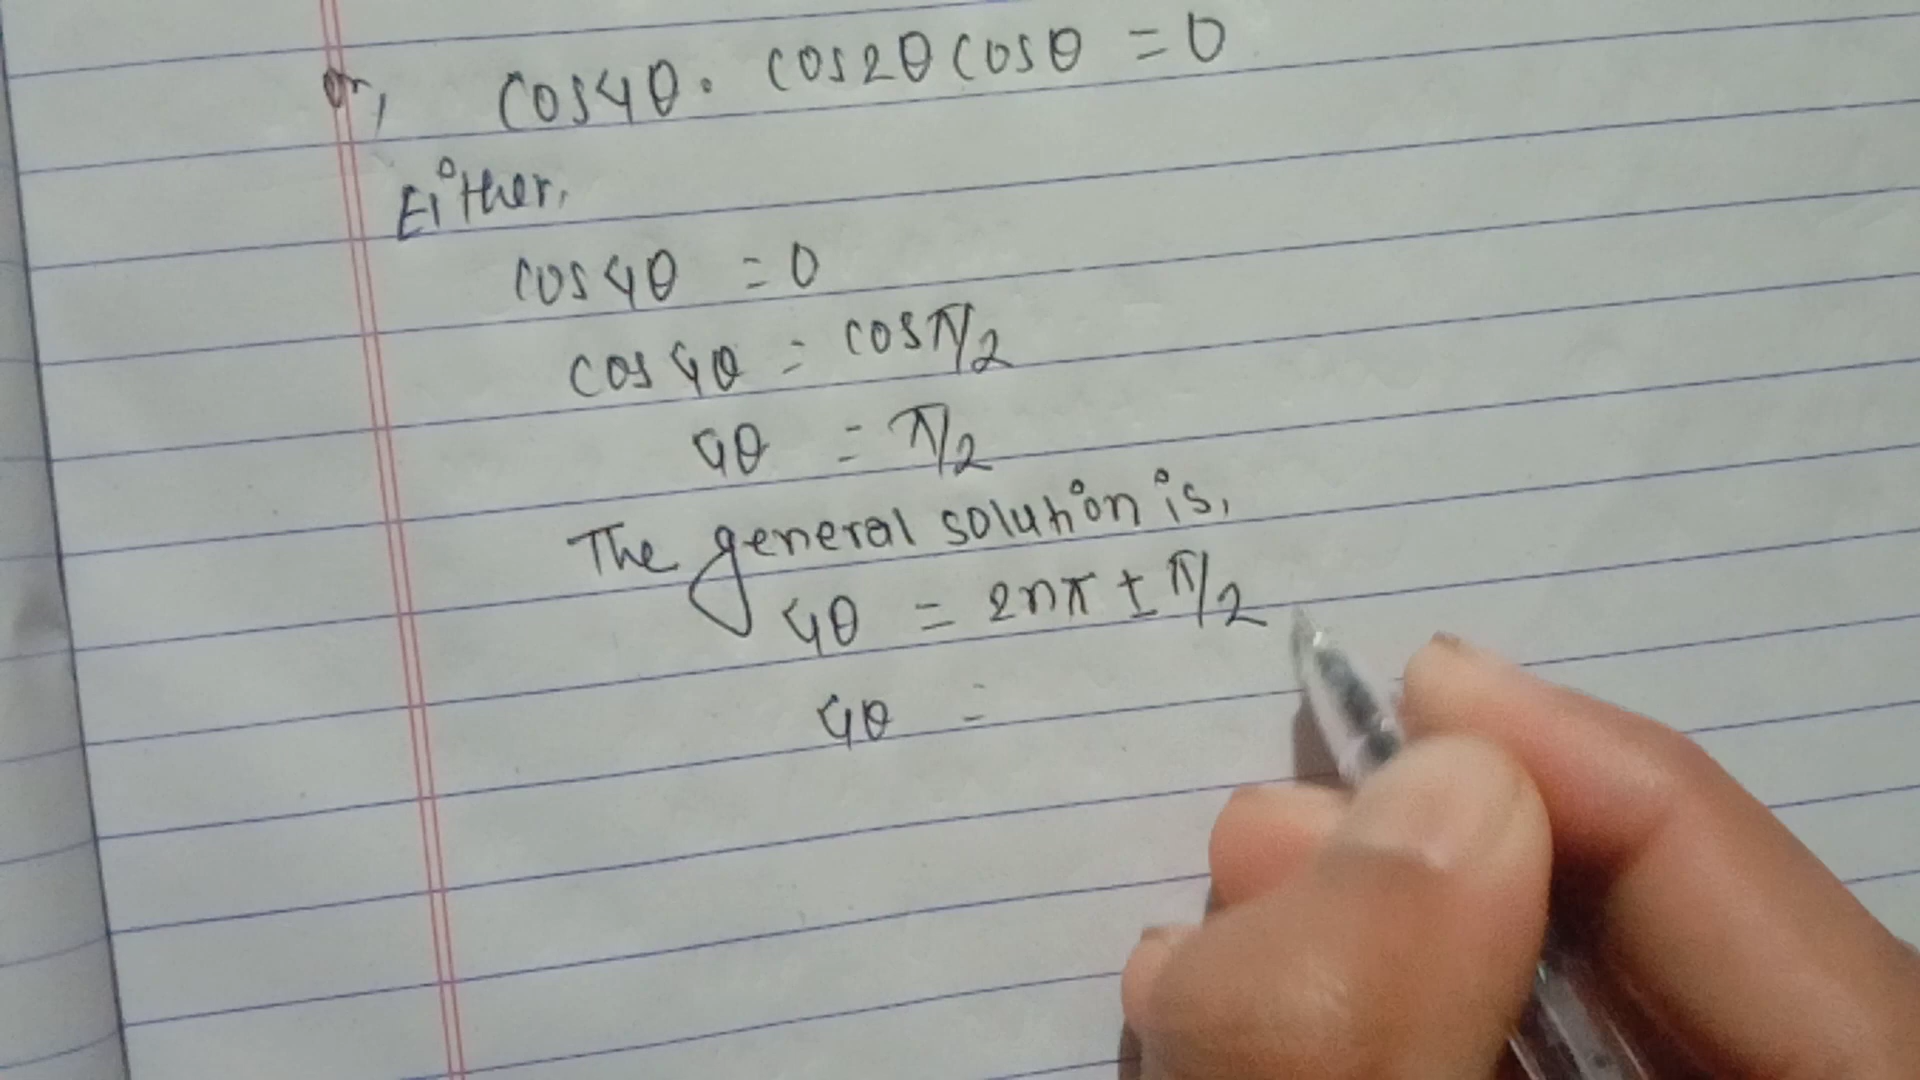 or, cos4θ. cos2θ cosθ = 0
Either,
cos4θ = 0
cos4θ = cosπ/2
4θ = π/2
The general solution is,
4θ = 2nπ ± π/2
4θ =